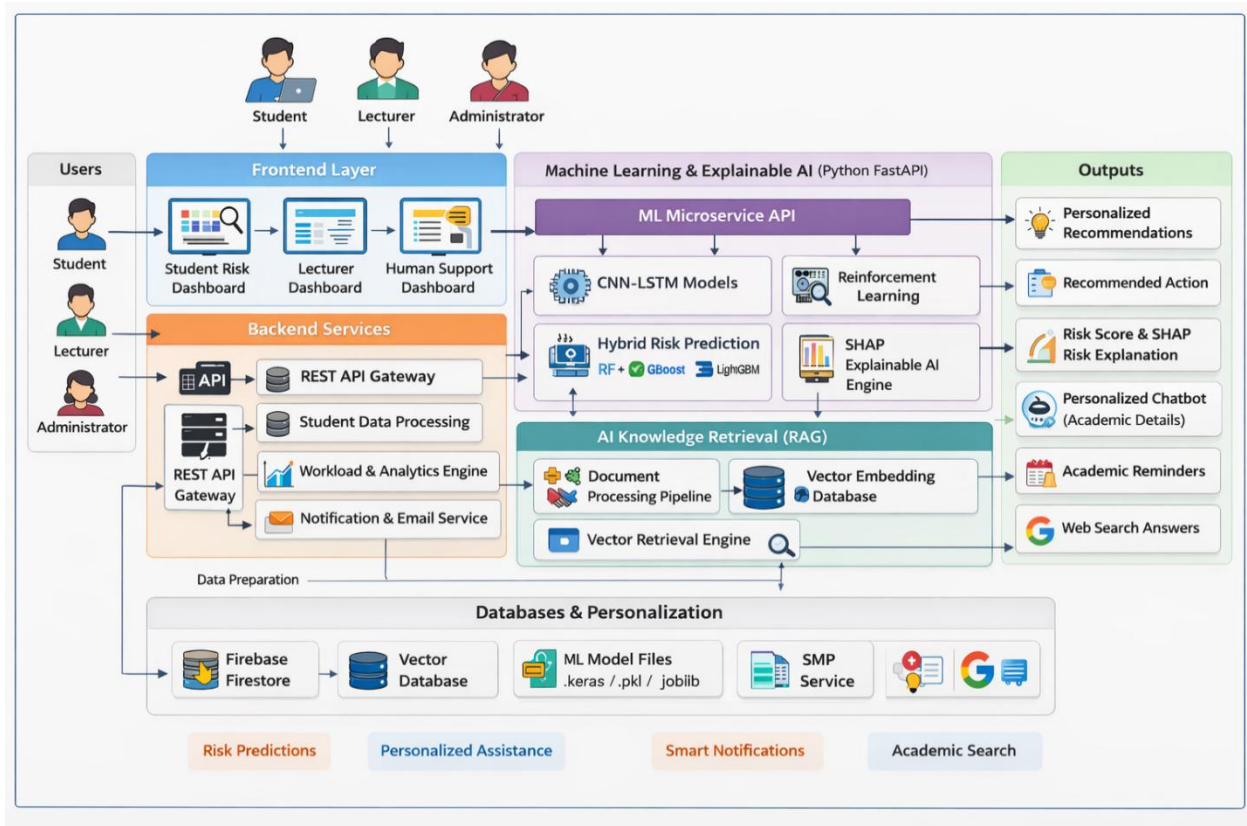 Student
Lecturer
Administrator
Users
Student
Lecturer
Administrator
Frontend Layer
Student Risk
Dashboard
Lecturer
Dashboard
Human Support
Dashboard
Backend Services
API
REST API Gateway
REST API
Gateway
Student Data Processing
Workload & Analytics Engine
Notification & Email Service
Data Preparation
Machine Learning & Explainable AI (Python FastAPI)
ML Microservice API
CNN-LSTM Models
Reinforcement
Learning
Hybrid Risk Prediction
RF + GBoost LightGBM
SHAP
Explainable AI
Engine
AI Knowledge Retrieval (RAG)
Document
Processing Pipeline
Vector Embedding
Database
Vector Retrieval Engine
Outputs
Personalized
Recommendations
Recommended Action
Risk Score & SHAP
Risk Explanation
Personalized Chatbot
(Academic Details)
Academic Reminders
G
Web Search Answers
Databases & Personalization
Firebase
Firestore
Vector
Database
ML Model Files
.keras / .pkl / joblib
SMP
Service
G
Risk Predictions
Personalized Assistance
Smart Notifications
Academic Search